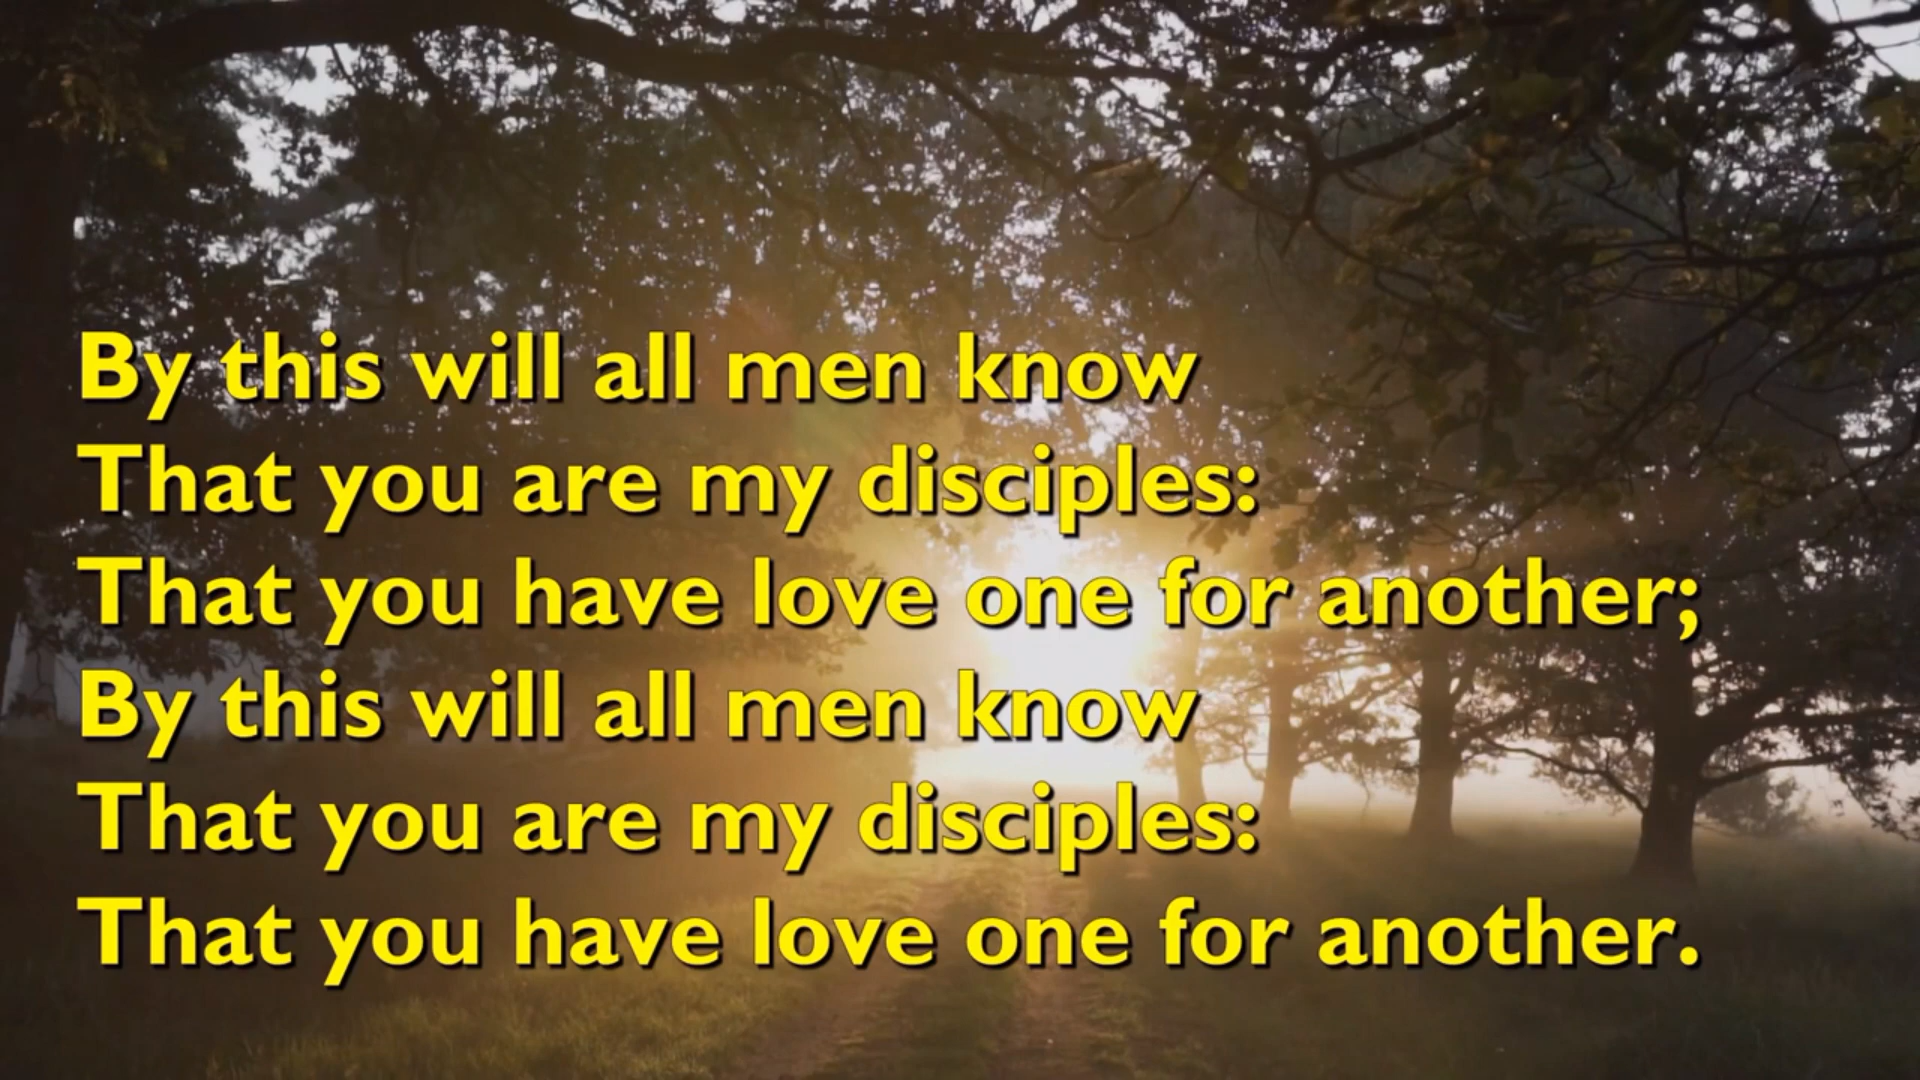 By this will all men know
That you are my disciples:
That you have love one for another;
By this will all men know
That you are my disciples:
That you have love one for another.